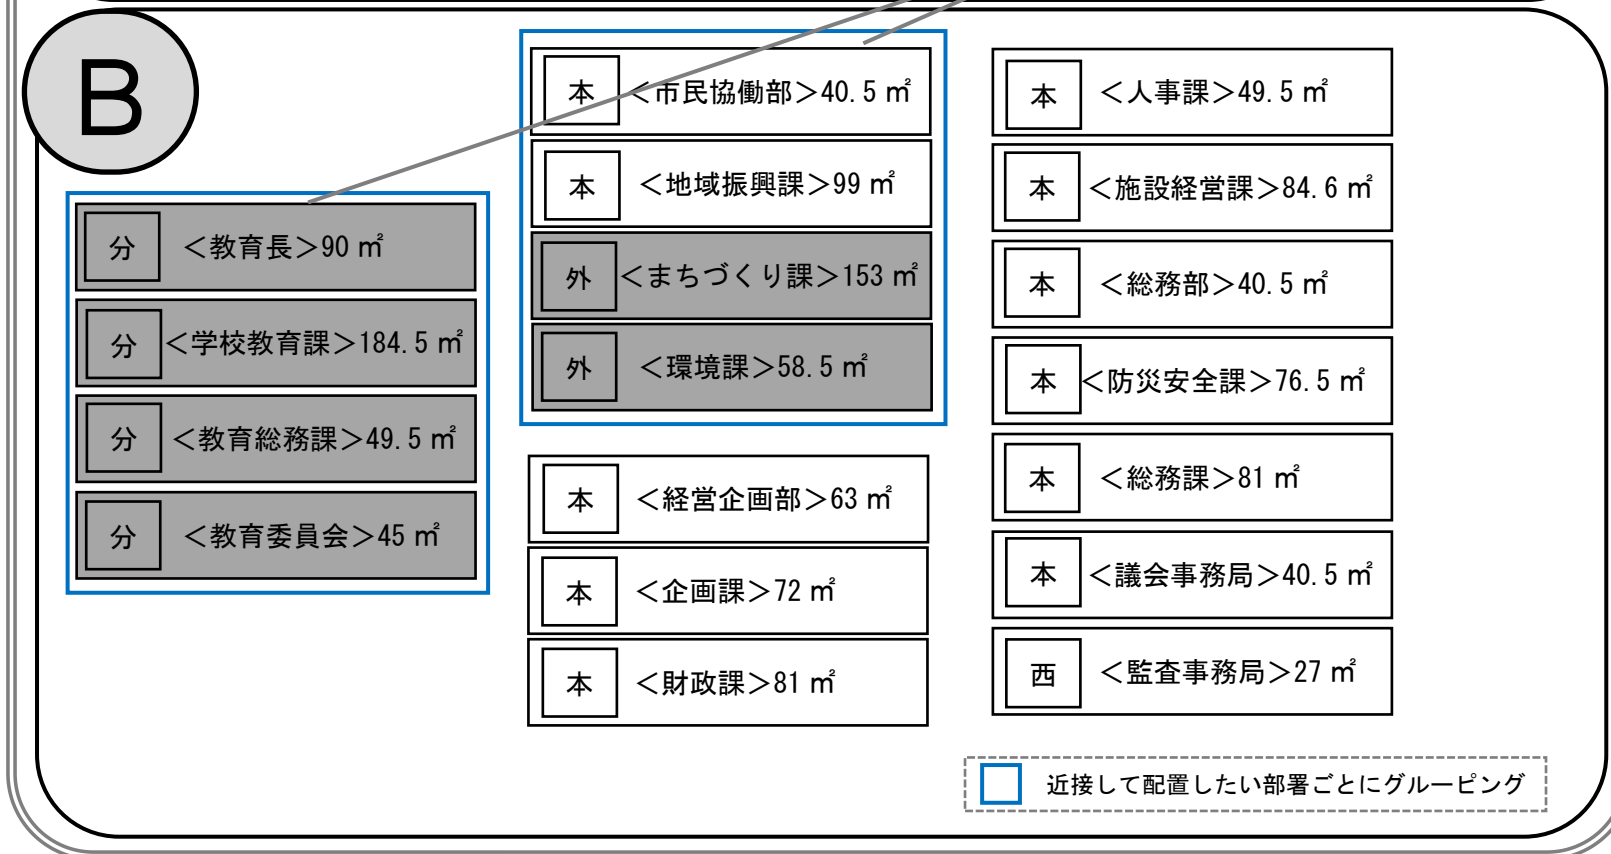 B
分 <教育長>90 ㎡
分 <学校教育課>184.5 ㎡
分 <教育総務課>49.5 ㎡
分 <教育委員会>45 ㎡
本 <市民協働部>40.5 ㎡
本 <地域振興課>99 ㎡
外 <まちづくり課>153 ㎡
外 <環境課>58.5 ㎡
本 <経営企画部>63 ㎡
本 <企画課>72 ㎡
本 <財政課>81 ㎡
本 <人事課>49.5 ㎡
本 <施設経営課>84.6 ㎡
本 <総務部>40.5 ㎡
本 <防災安全課>76.5 ㎡
本 <総務課>81 ㎡
本 <議会事務局>40.5 ㎡
西 <監査事務局>27 ㎡
近接して配置したい部署ごとにグルーピング